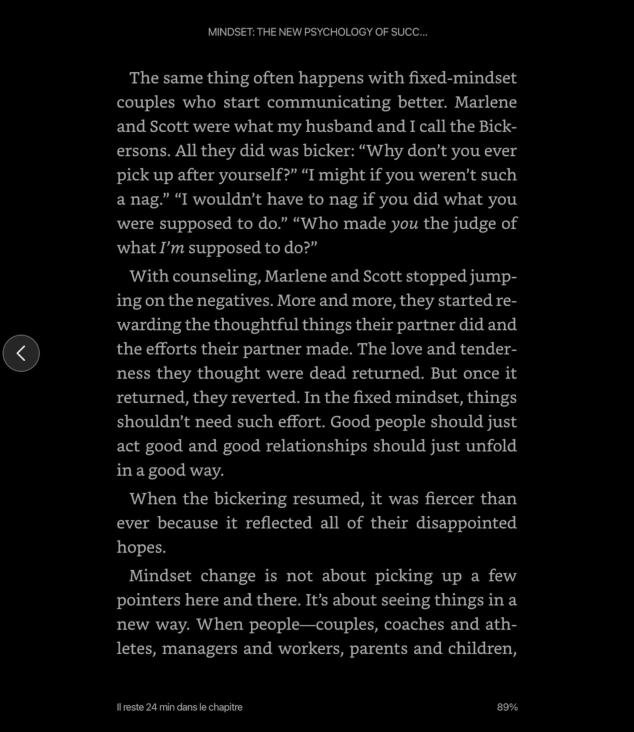 MINDSET: THE NEW PSYCHOLOGY OF SUCC...
The same thing often happens with fixed-mindset
couples who start communicating better. Marlene
and Scott were what my husband and I call the Bick-
ersons. All they did was bicker: “Why don’t you ever
pick up after yourself?” “I might if you weren’t such
a nag.” “I wouldn’t have to nag if you did what you
were supposed to do.” “Who made you the judge of
what I’m supposed to do?”
With counseling, Marlene and Scott stopped jump-
ing on the negatives. More and more, they started re-
warding the thoughtful things their partner did and
the efforts their partner made. The love and tender-
ness they thought were dead returned. But once it
returned, they reverted. In the fixed mindset, things
shouldn’t need such effort. Good people should just
act good and good relationships should just unfold
in a good way.
When the bickering resumed, it was fiercer than
ever because it reflected all of their disappointed
hopes.
Mindset change is not about picking up a few
pointers here and there. It’s about seeing things in a
new way. When people—couples, coaches and ath-
letes, managers and workers, parents and children,
Il reste 24 min dans le chapitre
89%